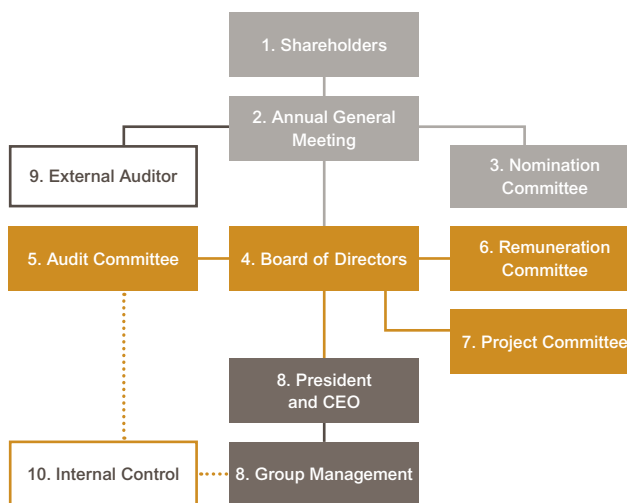 1. Shareholders
2. Annual General
Meeting
9. External Auditor
3. Nomination
Committee
5. Audit Committee
4. Board of Directors
6. Remuneration
Committee
7. Project Committee
8. President
and CEO
10. Internal Control
8. Group Management